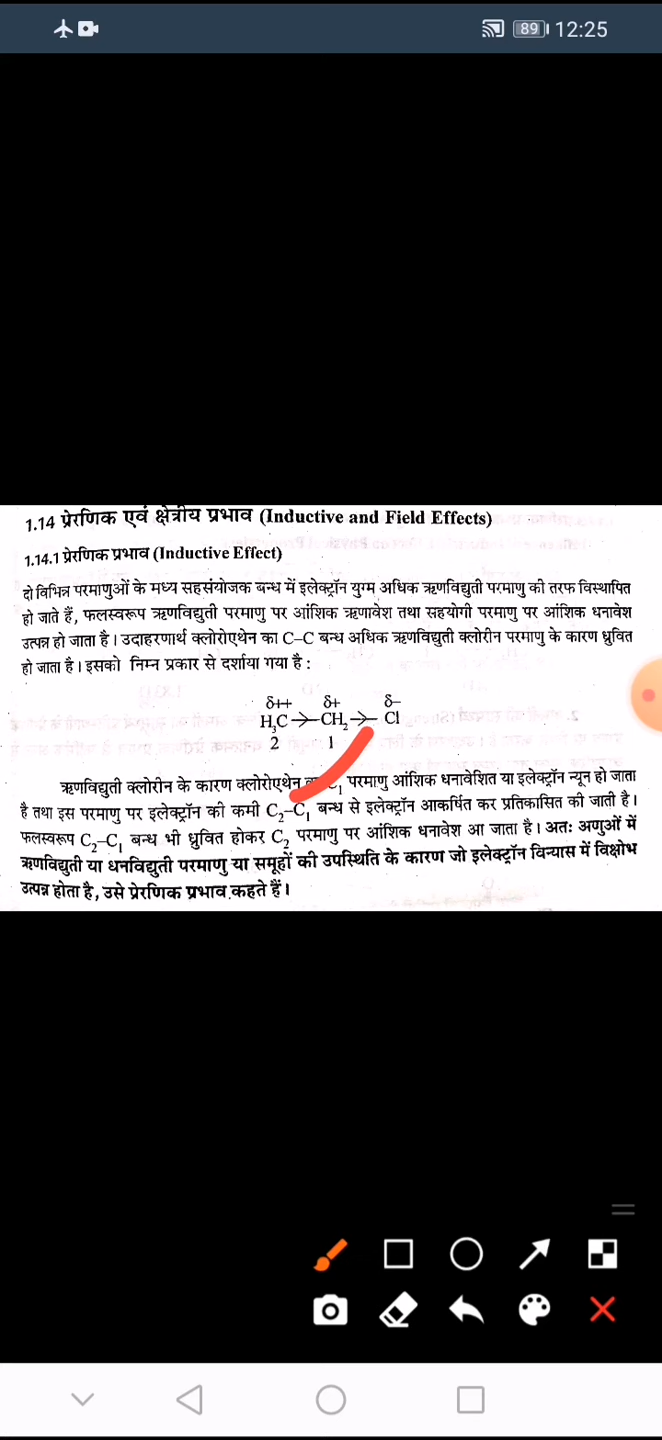 89 12:25
1.14 प्रेरणिक एवं क्षेत्रीय प्रभाव (Inductive and Field Effects)
1.14.1 प्रेरणिक प्रभाव (Inductive Effect)
दो विभिन्न परमाणुओं के मध्य सहसंयोजक बन्ध में इलेक्ट्रॉन युग्म अधिक ऋणविद्युती परमाणु की तरफ विस्थापित
हो जाते हैं, फलस्वरूप ऋणविद्युती परमाणु पर आंशिक ऋणावेश तथा सहयोगी परमाणु पर आंशिक धनावेश
उत्पन्न हो जाता है। उदाहरणार्थ क्लोरोएथेन का C–C बन्ध अधिक ऋणविद्युती क्लोरीन परमाणु के कारण ध्रुवित
हो जाता है। इसको निम्न प्रकार से दर्शाया गया है :
δ++ δ+ δ–
H₃C→CH₂→Cl
2 1
ऋणविद्युती क्लोरीन के कारण क्लोरोएथेन परमाणु आंशिक धनावेशित या इलेक्ट्रॉन न्यून हो जाता
है तथा इस परमाणु पर इलेक्ट्रॉन की कमी C₂–C₁ बन्ध से इलेक्ट्रॉन आकर्षित कर प्रतिकासित की जाती है।
फलस्वरूप C₂–C₁ बन्ध भी ध्रुवित होकर C₂ परमाणु पर आंशिक धनावेश आ जाता है। अतः अणुओं में
ऋणविद्युती या धनविद्युती परमाणु या समूहों की उपस्थिति के कारण जो इलेक्ट्रॉन विन्यास में विक्षोभ
उत्पन्न होता है, उसे प्रेरणिक प्रभाव कहते हैं।